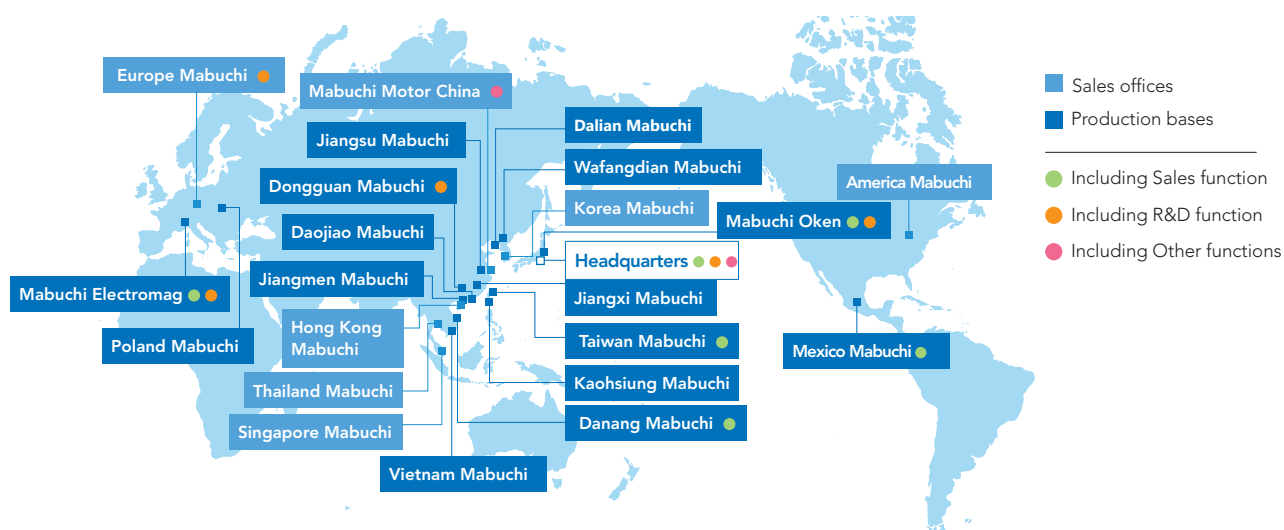 Europe Mabuchi
Mabuchi Motor China
Jiangsu Mabuchi
Dongguan Mabuchi
Daojiao Mabuchi
Jiangmen Mabuchi
Mabuchi Electromag
Poland Mabuchi
Hong Kong
Mabuchi
Thailand Mabuchi
Singapore Mabuchi
Vietnam Mabuchi
Dalian Mabuchi
Wafangdian Mabuchi
Korea Mabuchi
Mabuchi Oken
Headquarters
Jiangxi Mabuchi
Taiwan Mabuchi
Kaohsiung Mabuchi
Danang Mabuchi
America Mabuchi
Mexico Mabuchi
Sales offices
Production bases
Including Sales function
Including R&D function
Including Other functions